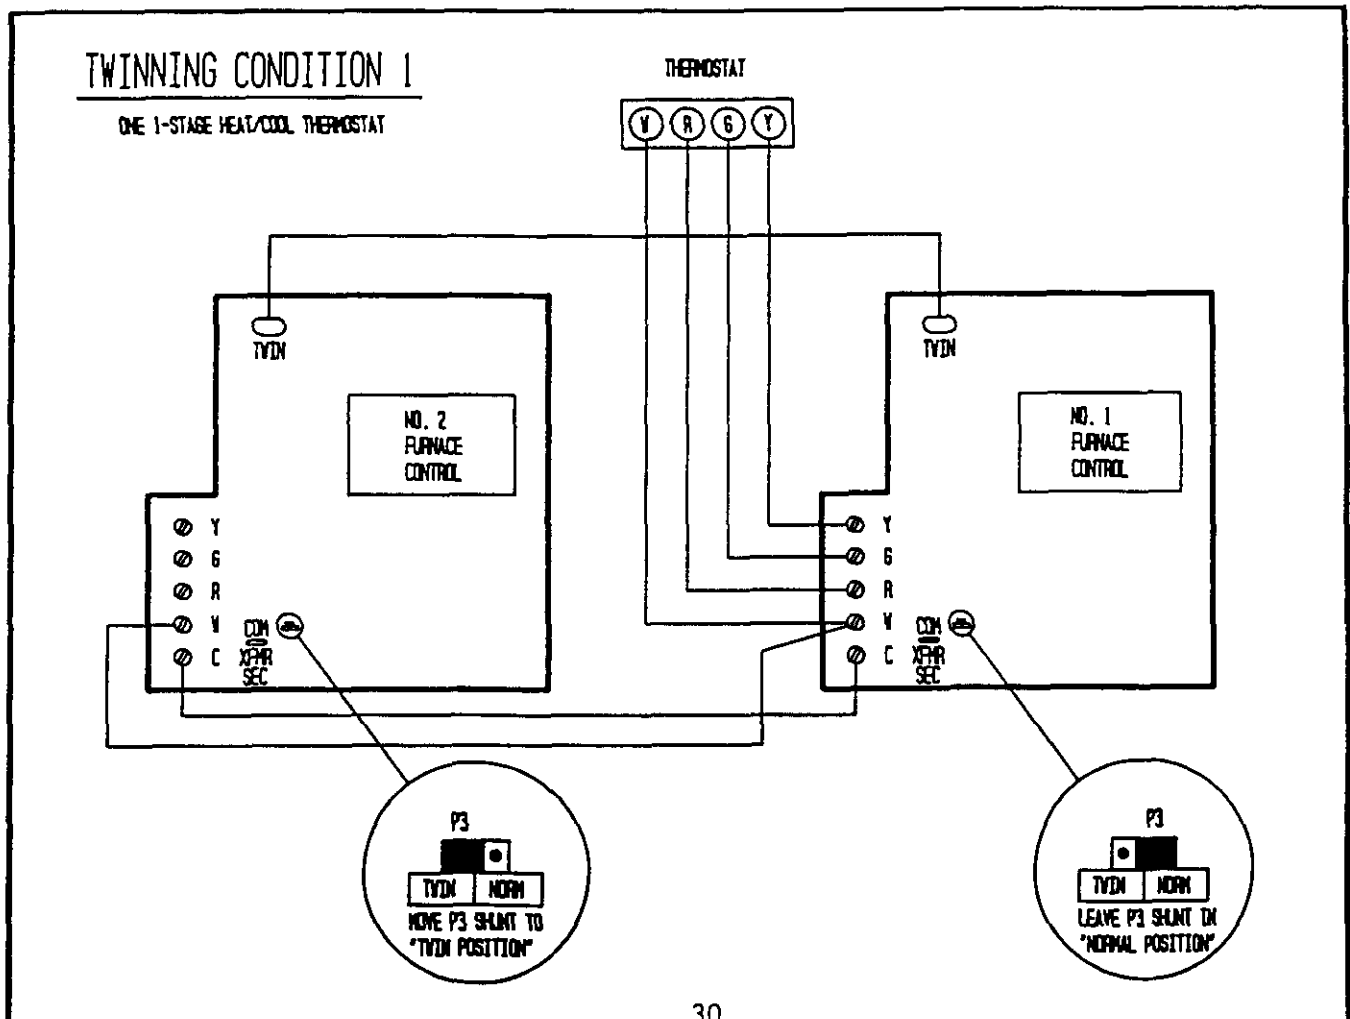 TWINNING CONDITION 1
ONE 1-STAGE HEAT/COOL THERMOSTAT
THERMOSTAT
W R G Y
TWIN
TWIN
NO. 2
FURNACE
CONTROL
NO. 1
FURNACE
CONTROL
Y
G
R
W
C
COM
XFMR
SEC
Y
G
R
W
C
COM
XFMR
SEC
P3
TWIN NORM
MOVE P3 SHUNT TO
"TWIN POSITION"
P3
TWIN NORM
LEAVE P3 SHUNT IN
"NORMAL POSITION"
30